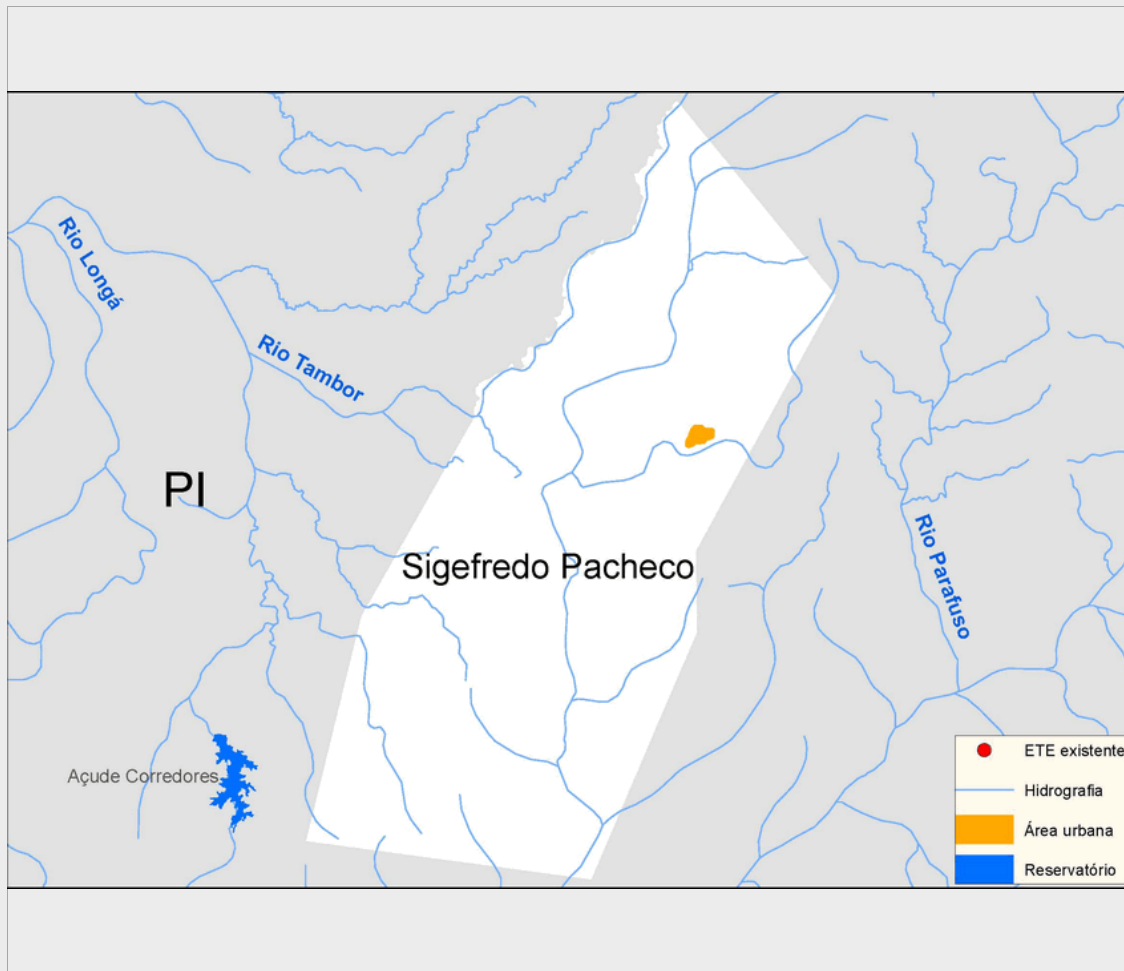 Rio Longá
Rio Tambor
PI
Sigefredo Pacheco
Rio Parafuso
Açude Corredores
ETE existente
Hidrografia
Área urbana
Reservatório